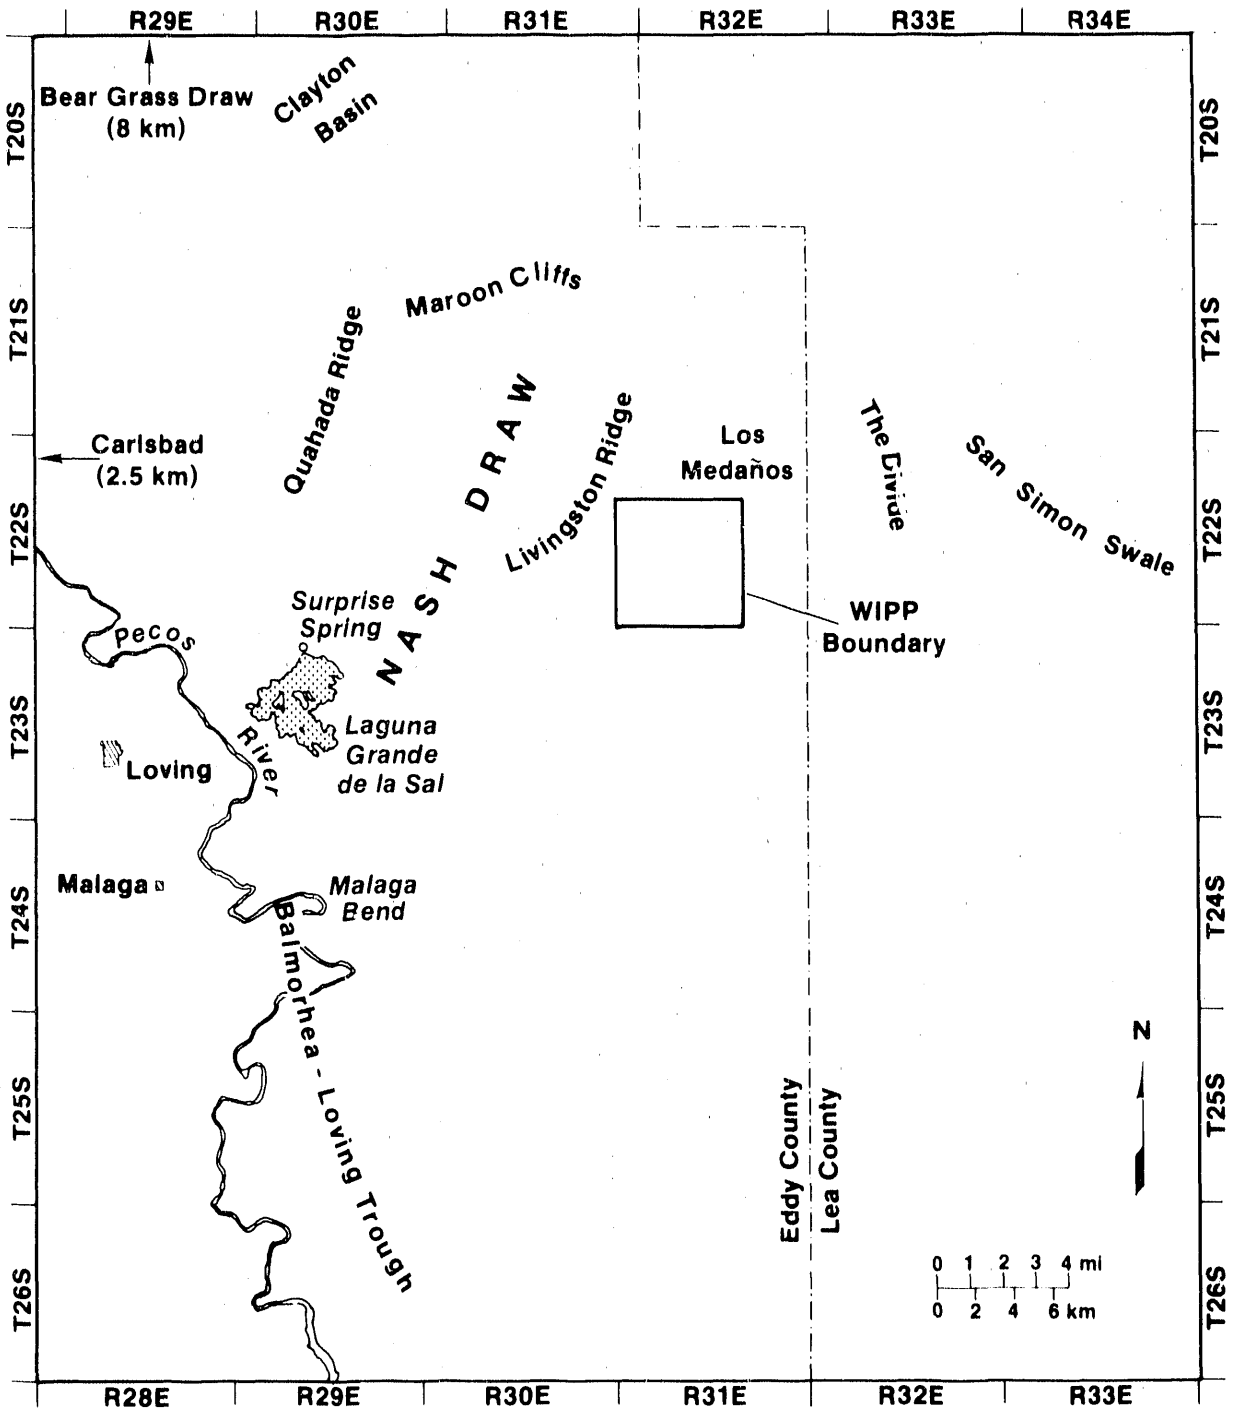 R29E R30E R31E R32E R33E R34E
Bear Grass Draw
(8 km)
Clayton
Basin
T20S
T20S
Maroon Cliffs
T21S
T21S
Quahada Ridge
NASH DRAW
Livingston Ridge
Carlsbad
(2.5 km)
Los
Medaños
The Divide
San Simon Swale
T22S
T22S
Surprise
Spring
WIPP
Boundary
Pecos
River
Laguna
Grande
de la Sal
T23S
T23S
Loving
Malaga
Malaga
Bend
T24S
T24S
Balmorhea - Loving Trough
N
T25S
T25S
Eddy County
Lea County
0 1 2 3 4 mi
0 2 4 6 km
T26S
T26S
R28E R29E R30E R31E R32E R33E